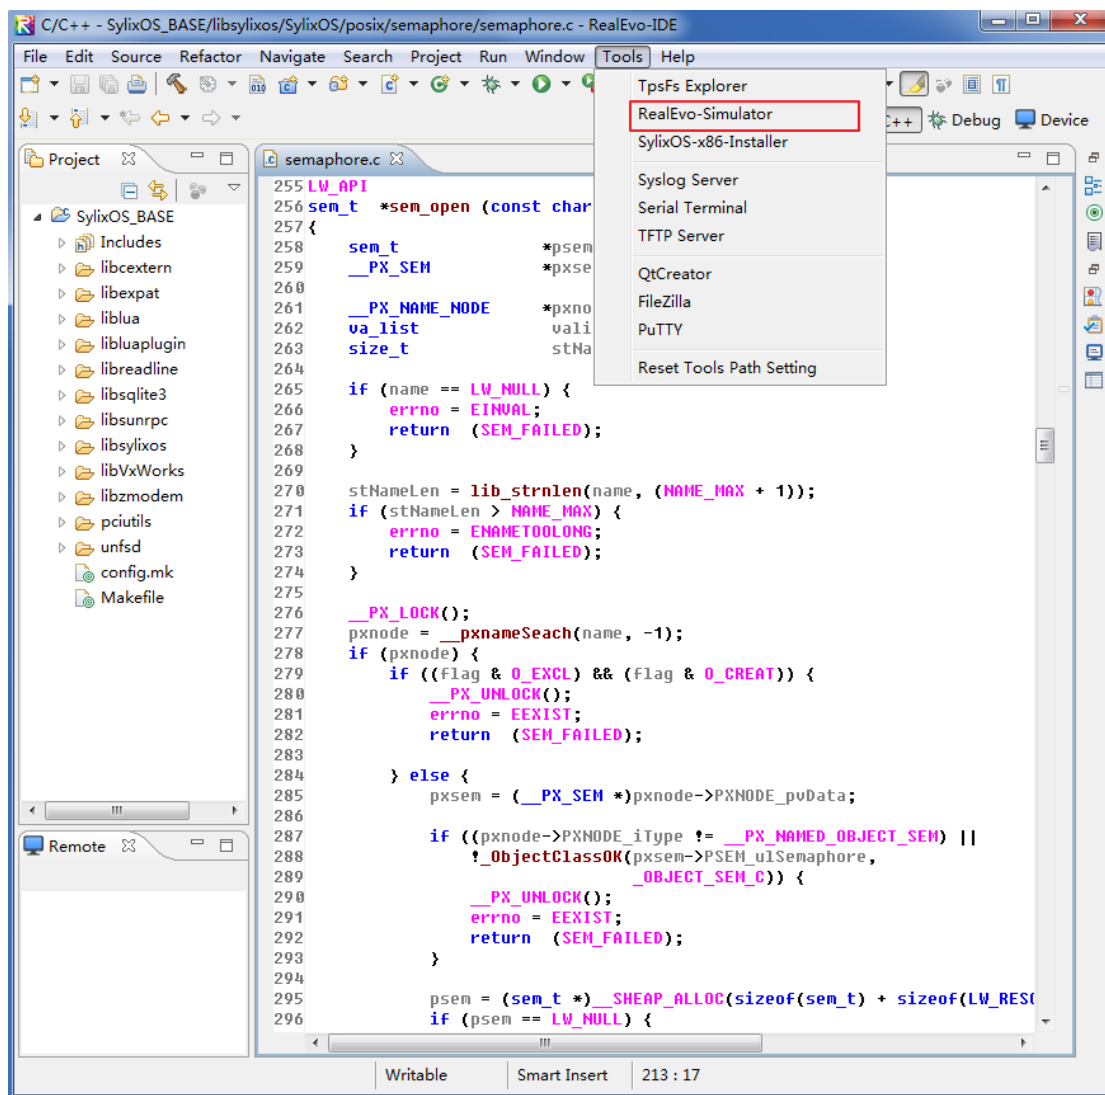 C/C++ - SylixOS_BASE/libsylixos/SylixOS/posix/semaphore/semaphore.c - RealEvo-IDE
File Edit Source Refactor Navigate Search Project Run Window Tools Help
TpsFs Explorer
RealEvo-Simulator
SylixOS-x86-Installer
Syslog Server
Serial Terminal
TFTP Server
QtCreator
FileZilla
PuTTY
Reset Tools Path Setting
C++ Debug Device
Project
SylixOS_BASE
Includes
libcextern
libexpat
liblua
libluaplugin
libreadline
libsqlite3
libsunrpc
libsylixos
libVxWorks
libzmodem
pciutils
unfsd
config.mk
Makefile
Remote
semaphore.c
255 LW_API
256 sem_t *sem_open (const char
257 {
258 sem_t *psem
259 __PX_SEM *pxse
260
261 __PX_NAME_NODE *pxno
262 va_list vali
263 size_t stNa
264
265 if (name == LW_NULL) {
266 errno = EINVAL;
267 return (SEM_FAILED);
268 }
269
270 stNameLen = lib_strnlen(name, (NAME_MAX + 1));
271 if (stNameLen > NAME_MAX) {
272 errno = ENAMETOOLONG;
273 return (SEM_FAILED);
274 }
275
276 __PX_LOCK();
277 pxnode = __pxnameSeach(name, -1);
278 if (pxnode) {
279 if ((flag & O_EXCL) && (flag & O_CREAT)) {
280 __PX_UNLOCK();
281 errno = EEXIST;
282 return (SEM_FAILED);
283
284 } else {
285 pxsem = (__PX_SEM *)pxnode->PXNODE_pvData;
286
287 if ((pxnode->PXNODE_iType != __PX_NAMED_OBJECT_SEM) ||
288 !_ObjectClassOK(pxsem->PSEM_ulSemaphore,
289 _OBJECT_SEM_C)) {
290 __PX_UNLOCK();
291 errno = EEXIST;
292 return (SEM_FAILED);
293 }
294
295 psem = (sem_t *)__SHEAP_ALLOC(sizeof(sem_t) + sizeof(LW_RESO
296 if (psem == LW_NULL) {
Writable Smart Insert 213 : 17